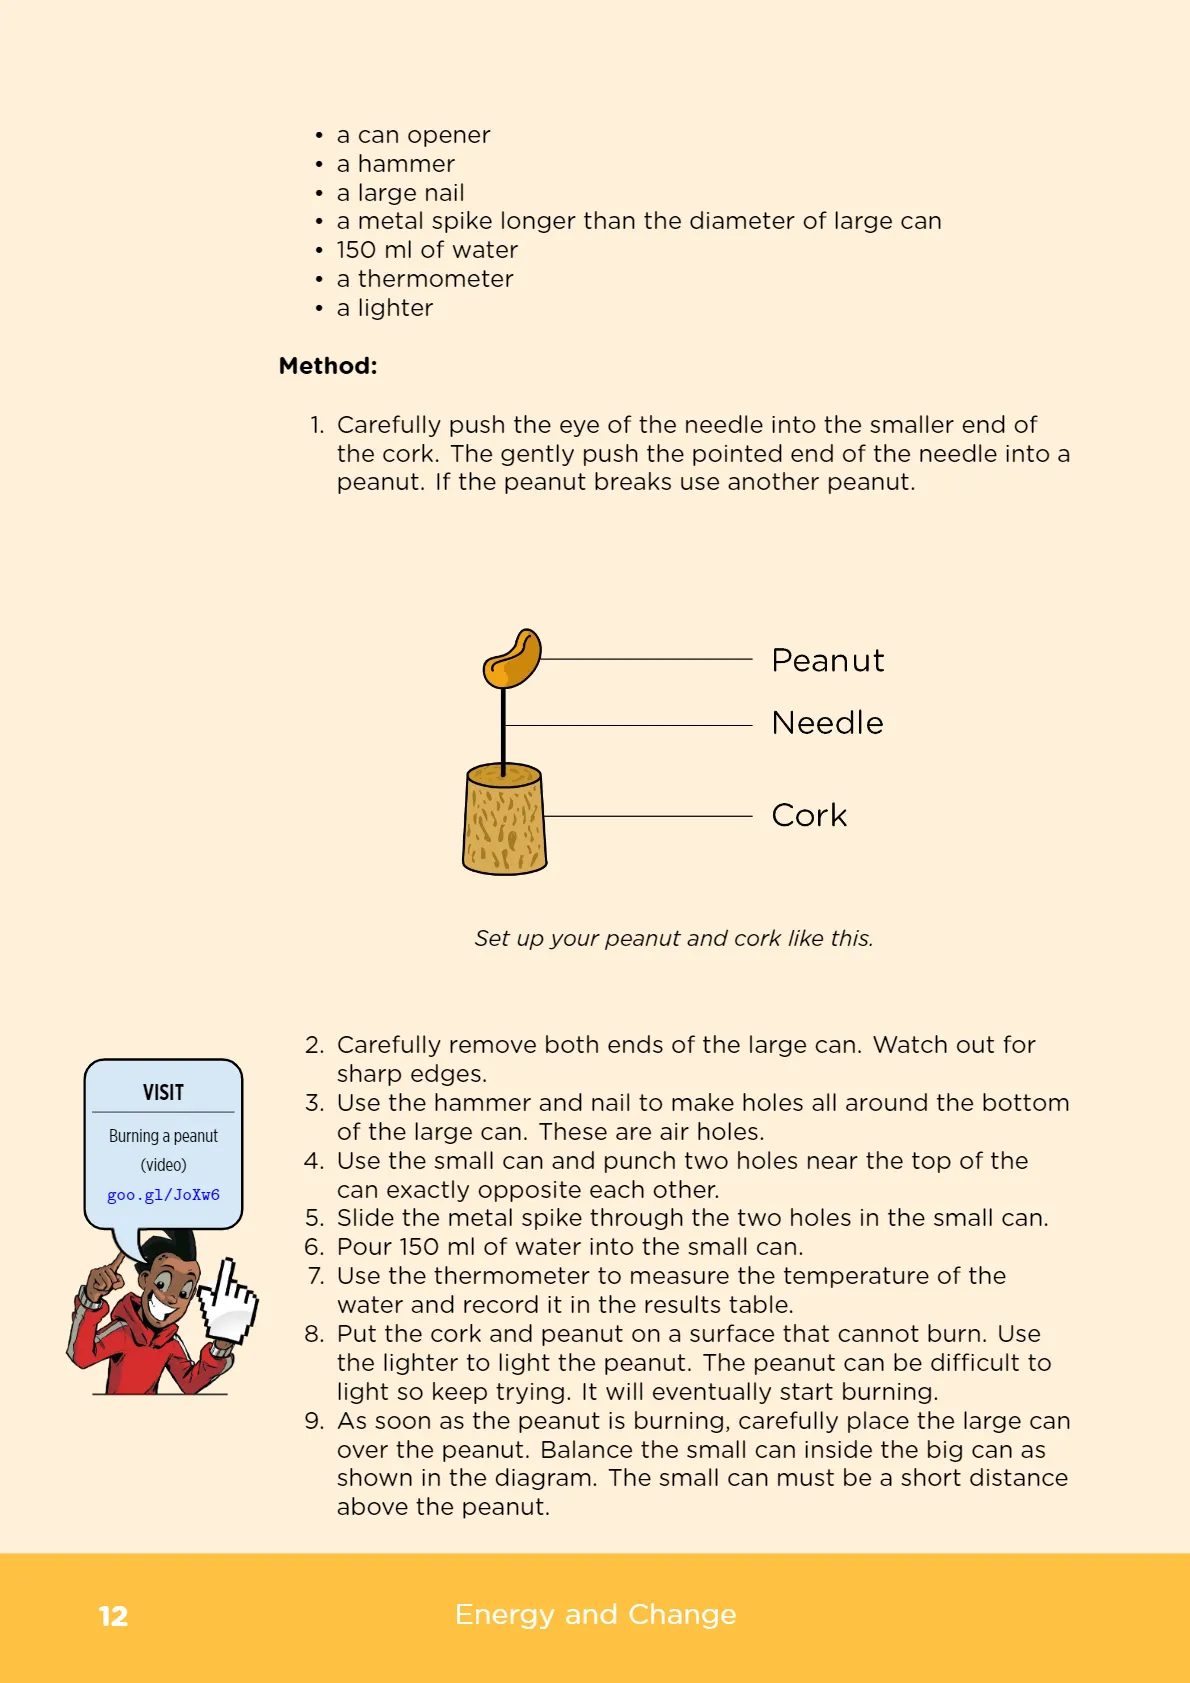 • a can opener
• a hammer
• a large nail
• a metal spike longer than the diameter of large can
• 150 ml of water
• a thermometer
• a lighter
Method:
1. Carefully push the eye of the needle into the smaller end of
the cork. The gently push the pointed end of the needle into a
peanut. If the peanut breaks use another peanut.
Peanut
Needle
Cork
Set up your peanut and cork like this.
2. Carefully remove both ends of the large can. Watch out for
sharp edges.
3. Use the hammer and nail to make holes all around the bottom
of the large can. These are air holes.
4. Use the small can and punch two holes near the top of the
can exactly opposite each other.
5. Slide the metal spike through the two holes in the small can.
6. Pour 150 ml of water into the small can.
7. Use the thermometer to measure the temperature of the
water and record it in the results table.
8. Put the cork and peanut on a surface that cannot burn. Use
the lighter to light the peanut. The peanut can be difficult to
light so keep trying. It will eventually start burning.
9. As soon as the peanut is burning, carefully place the large can
over the peanut. Balance the small can inside the big can as
shown in the diagram. The small can must be a short distance
above the peanut.
VISIT
Burning a peanut
(video)
goo.gl/JoXw6
12
Energy and Change